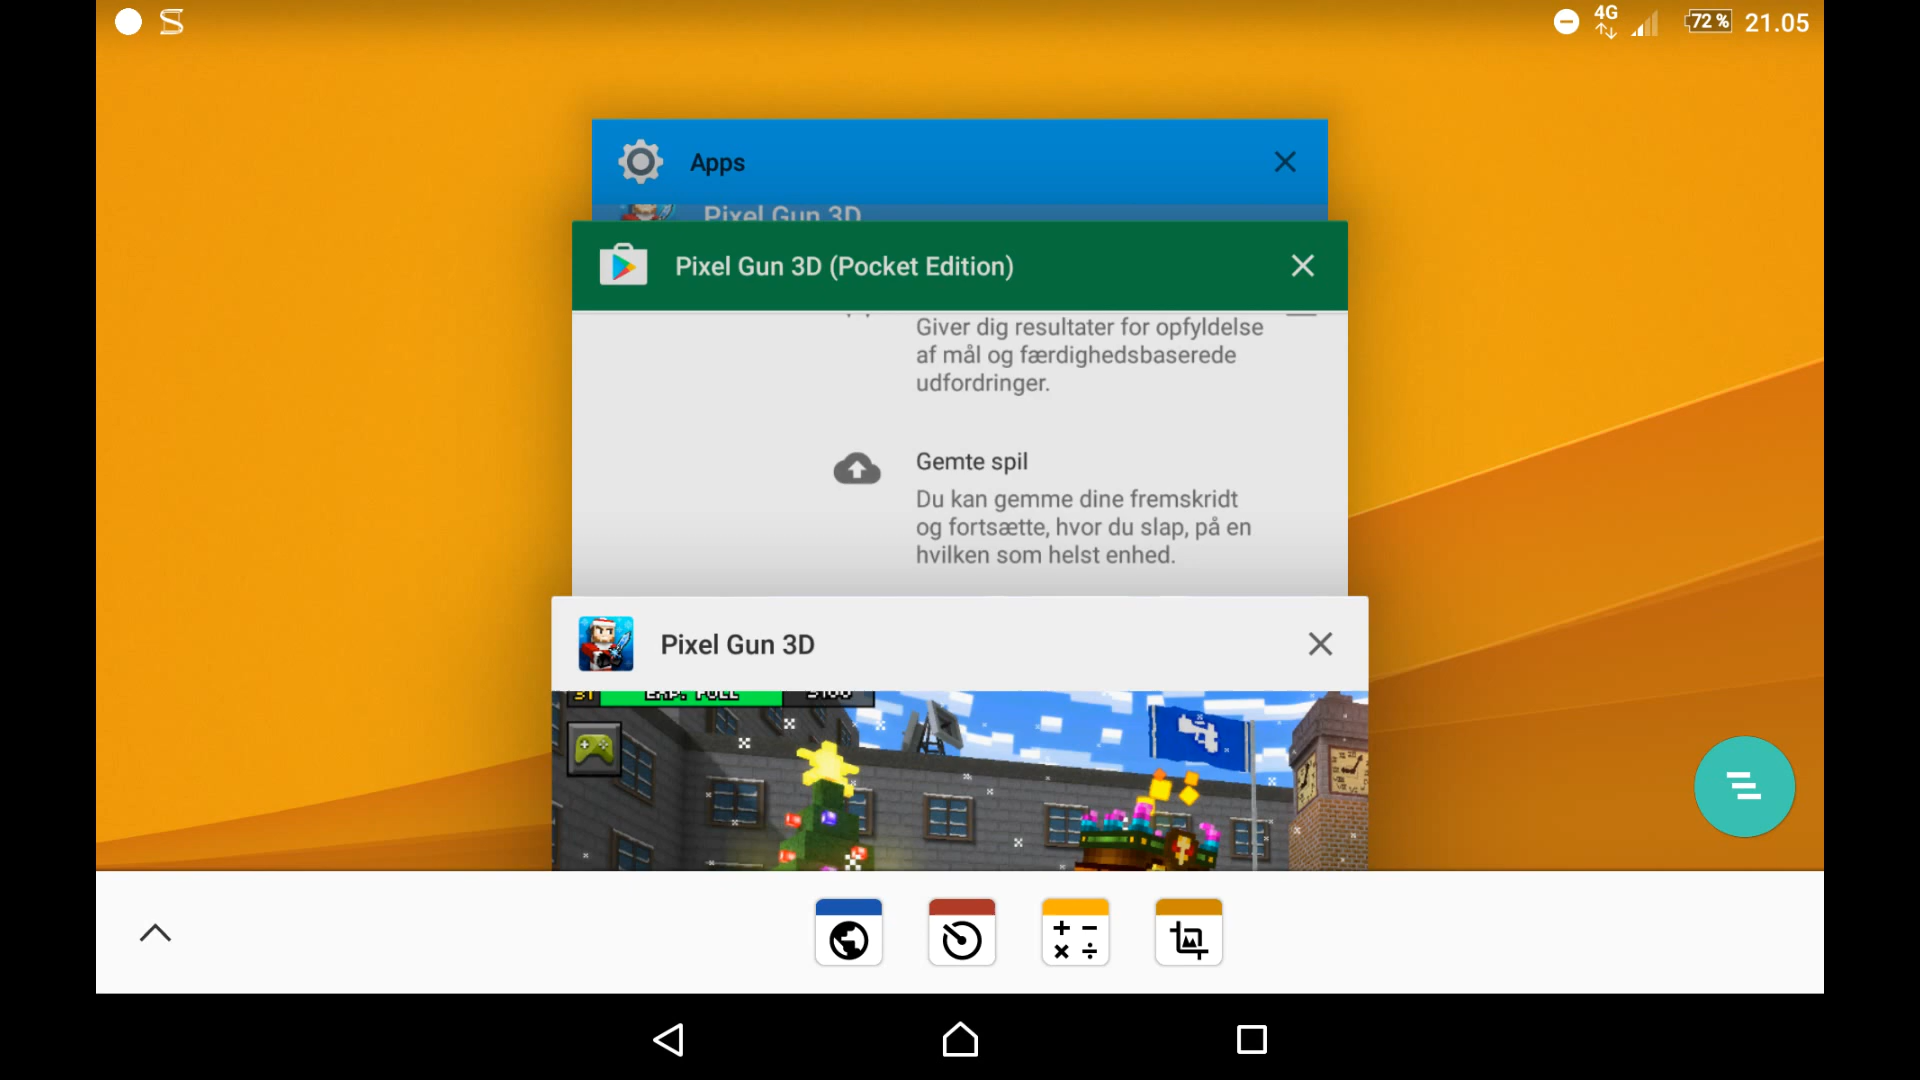 S
4G
72 %
21.05
Apps
Pixel Gun 3D
Pixel Gun 3D (Pocket Edition)
Giver dig resultater for opfyldelse
af mål og færdighedsbaserede
udfordringer.
Gemte spil
Du kan gemme dine fremskridt
og fortsætte, hvor du slap, på en
hvilken som helst enhed.
Pixel Gun 3D